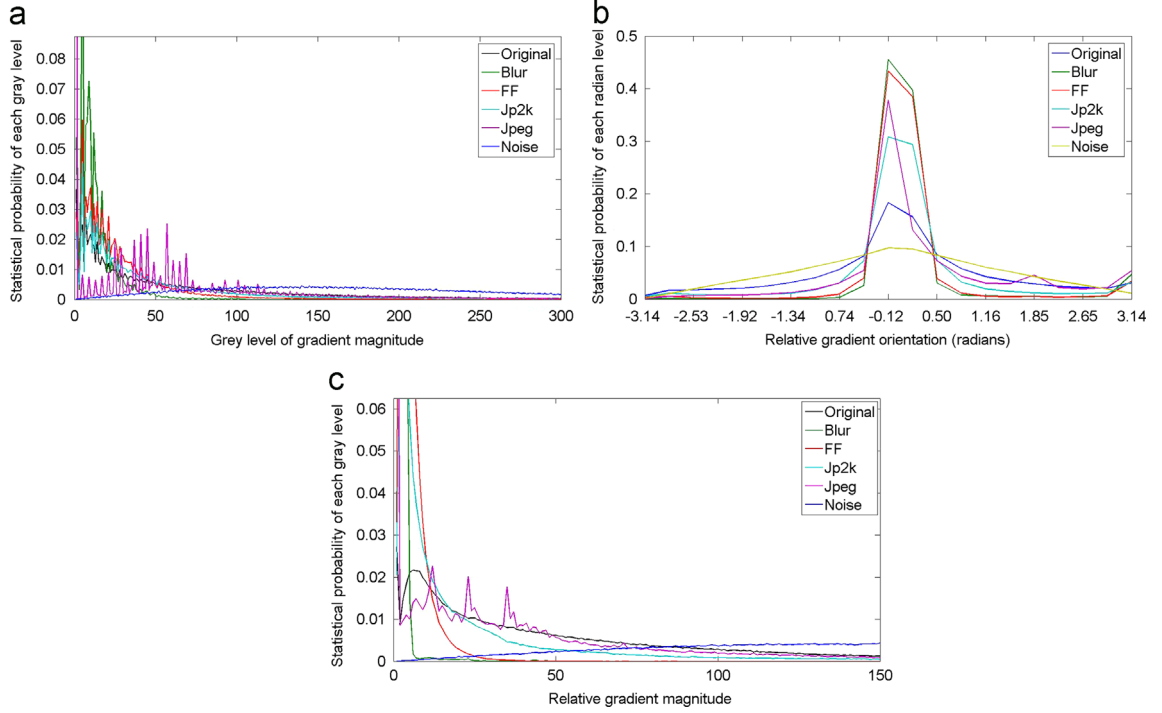 a
Statistical probability of each gray level
0.08
0.07
0.06
0.05
0.04
0.03
0.02
0.01
0
0 50 100 150 200 250 300
Grey level of gradient magnitude
Original
Blur
FF
Jp2k
Jpeg
Noise
b
Statistical probability of each radian level
0.5
0.4
0.3
0.2
0.1
0
-3.14 -2.53 -1.92 -1.34 0.74 -0.12 0.50 1.16 1.85 2.65 3.14
Relative gradient orientation (radians)
Original
Blur
FF
Jp2k
Jpeg
Noise
c
Statistical probability of each gray level
0.06
0.05
0.04
0.03
0.02
0.01
0
0 50 100 150
Relative gradient magnitude
Original
Blur
FF
Jp2k
Jpeg
Noise